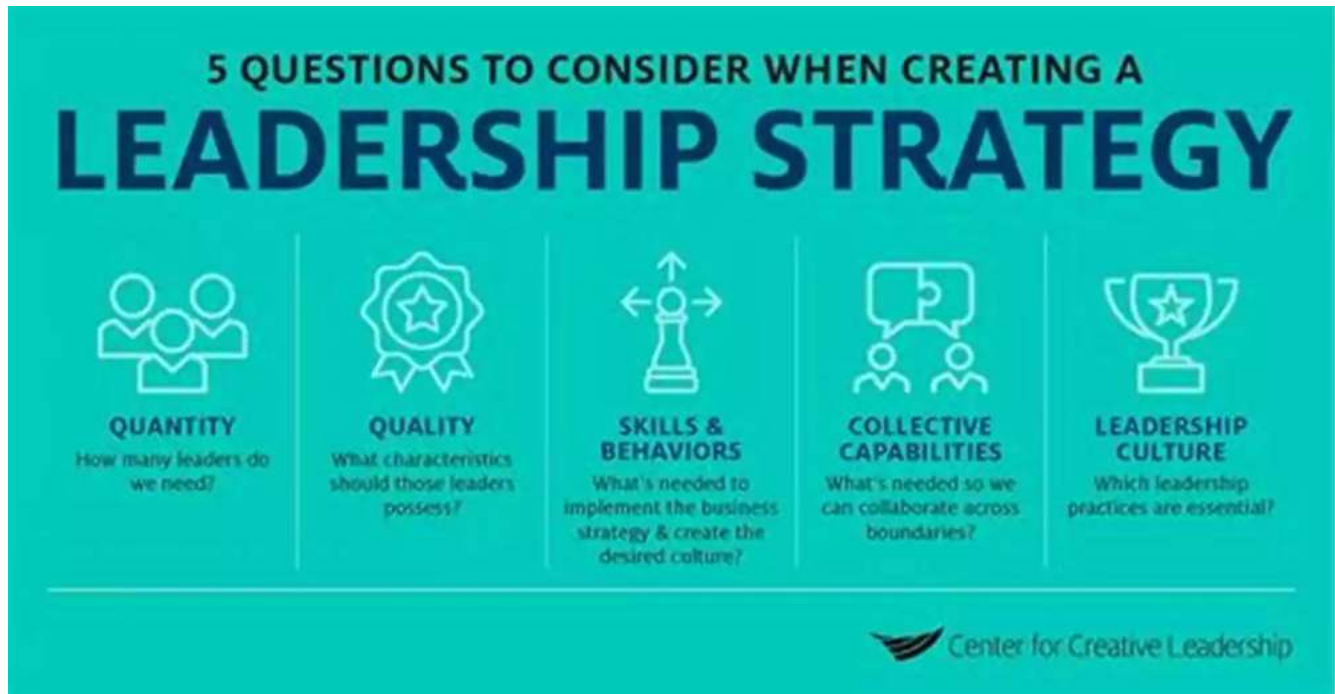 5 QUESTIONS TO CONSIDER WHEN CREATING A
LEADERSHIP STRATEGY
QUANTITY
How many leaders do
we need?
QUALITY
What characteristics
should those leaders
possess?
SKILLS &
BEHAVIORS
What's needed to
implement the business
strategy & create the
desired culture?
COLLECTIVE
CAPABILITIES
What's needed so we
can collaborate across
boundaries?
LEADERSHIP
CULTURE
Which leadership
practices are essential?
Center for Creative Leadership